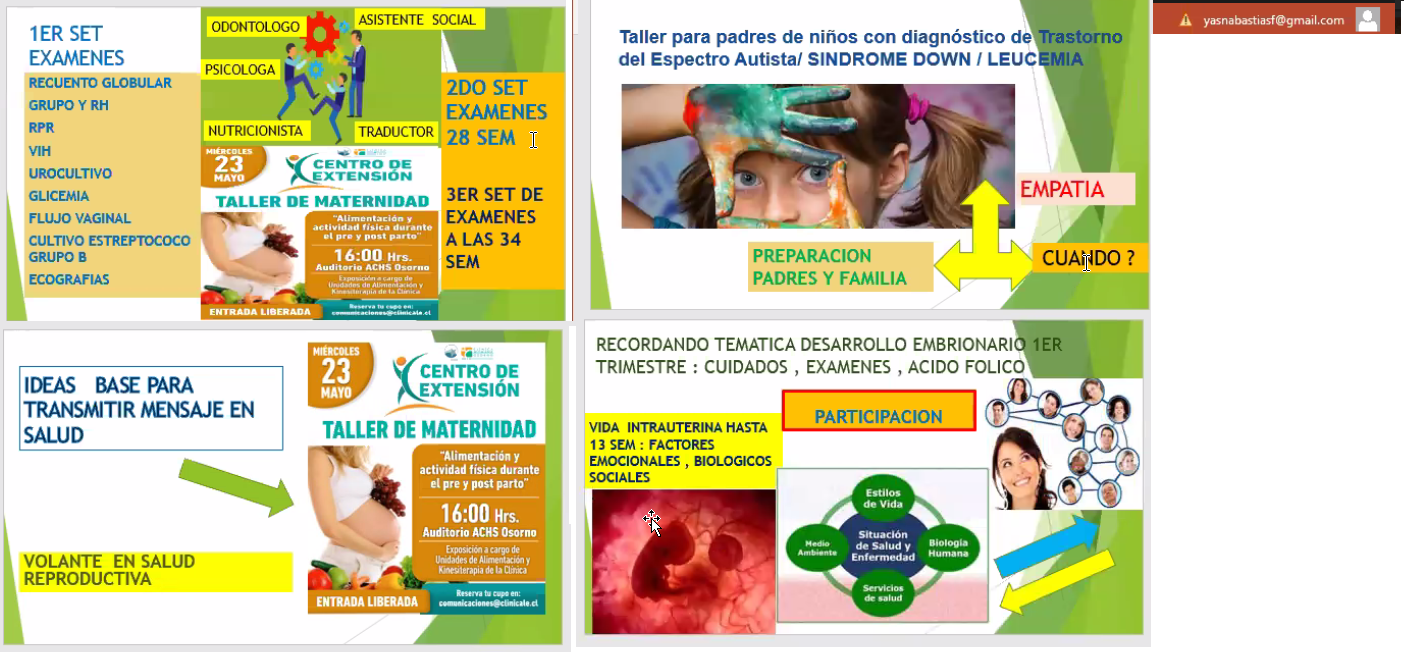 1ER SET
EXAMENES
RECUENTO GLOBULAR
GRUPO Y RH
RPR
VIH
UROCULTIVO
GLICEMIA
FLUJO VAGINAL
CULTIVO ESTREPTOCOCO
GRUPO B
ECOGRAFIAS
ODONTOLOGO
ASISTENTE SOCIAL
PSICOLOGA
NUTRICIONISTA
TRADUCTOR
MIÉRCOLES
23
MAYO
CENTRO DE
EXTENSIÓN
TALLER DE MATERNIDAD
"Alimentación y
actividad física durante
el pre y post parto"
16:00 Hrs.
Auditorio ACHS Osorno
Exposición a cargo de
Unidades de Alimentación y
Kinesiterapia de la Clínica
ENTRADA LIBERADA
Reserva tu cupo en:
comunicaciones@clinicale.cl
2DO SET
EXAMENES
28 SEM
3ER SET DE
EXAMENES
A LAS 34
SEM
Taller para padres de niños con diagnóstico de Trastorno
del Espectro Autista/ SINDROME DOWN / LEUCEMIA
EMPATIA
PREPARACION
PADRES Y FAMILIA
CUANDO ?
yasnabastiasf@gmail.com
IDEAS BASE PARA
TRANSMITIR MENSAJE EN
SALUD
VOLANTE EN SALUD
REPRODUCTIVA
MIÉRCOLES
23
MAYO
CENTRO DE
EXTENSIÓN
TALLER DE MATERNIDAD
"Alimentación y
actividad física durante
el pre y post parto"
16:00 Hrs.
Auditorio ACHS Osorno
Exposición a cargo de
Unidades de Alimentación y
Kinesiterapia de la Clínica
ENTRADA LIBERADA
Reserva tu cupo en:
comunicaciones@clinicale.cl
RECORDANDO TEMATICA DESARROLLO EMBRIONARIO 1ER
TRIMESTRE : CUIDADOS , EXAMENES , ACIDO FOLICO
PARTICIPACION
VIDA INTRAUTERINA HASTA
13 SEM : FACTORES
EMOCIONALES , BIOLOGICOS
SOCIALES
Estilos
de Vida
Medio
Ambiente
Situación
de Salud y
Enfermedad
Biología
Humana
Servicios
de salud